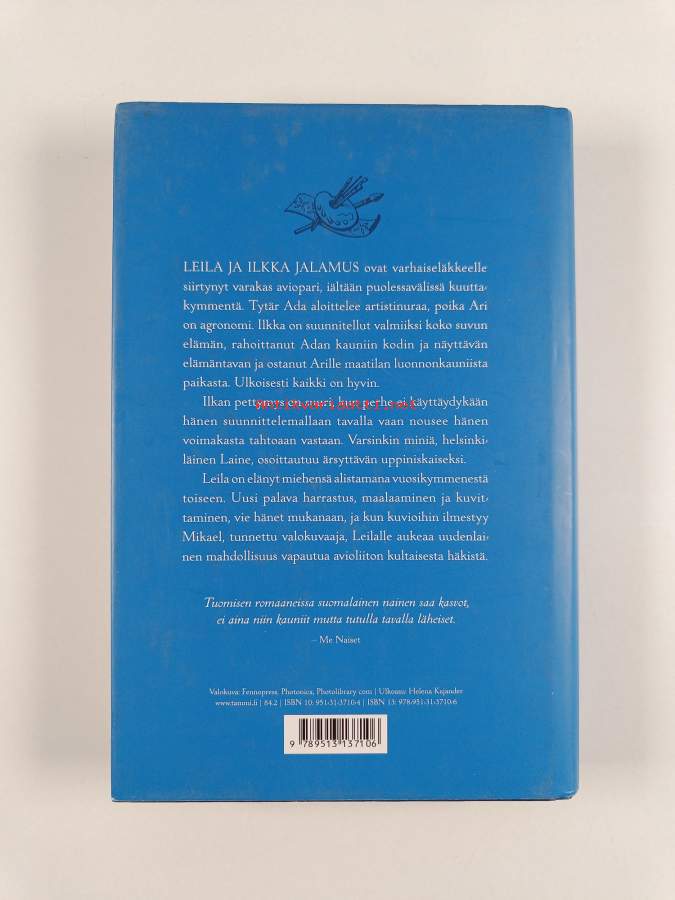 LEILA JA ILKKA JALAMUS ovat varhaiseläkkeelle
siirtynyt varakas aviopari, iältään puolessavälissä kuutta-
kymmentä. Tytär Ada aloittelee artistinuraa, poika Ari
on agronomi. Ilkka on suunnitellut valmiiksi koko suvun
elämän, rahoittanut Adan kauniin kodin ja näyttävän
elämäntavan ja ostanut Arille maatilan luonnonkauniista
paikasta. Ulkoisesti kaikki on hyvin.
Ilkan pettymys on suuri, kun perhe ei käyttäydykään
hänen suunnittelemallaan tavalla vaan nousee hänen
voimakasta tahtoaan vastaan. Varsinkin miniä, helsinki-
läinen Laine, osoittautuu ärsyttävän uppiniskaiseksi.
Leila on elänyt miehensä alistamana vuosikymmenestä
toiseen. Uusi palava harrastus, maalaaminen ja kuvit-
taminen, vie hänet mukanaan, ja kun kuvioihin ilmestyy
Mikael, tunnettu valokuvaaja, Leilalle aukeaa uudenlai-
nen mahdollisuus vapautua avioliiton kultaisesta häkistä.
Tuomisen romaaneissa suomalainen nainen saa kasvot,
ei aina niin kauniit mutta tutulla tavalla läheiset.
– Me Naiset
Valokuva: Fennopress, Photonica, Photolibrary com | Ulkoasu: Helena Kajander
www.tammi.fi | 84.2 | ISBN 10: 951-31-3710-4 | ISBN 13: 978-951-31-3710-6
9 789513 137106